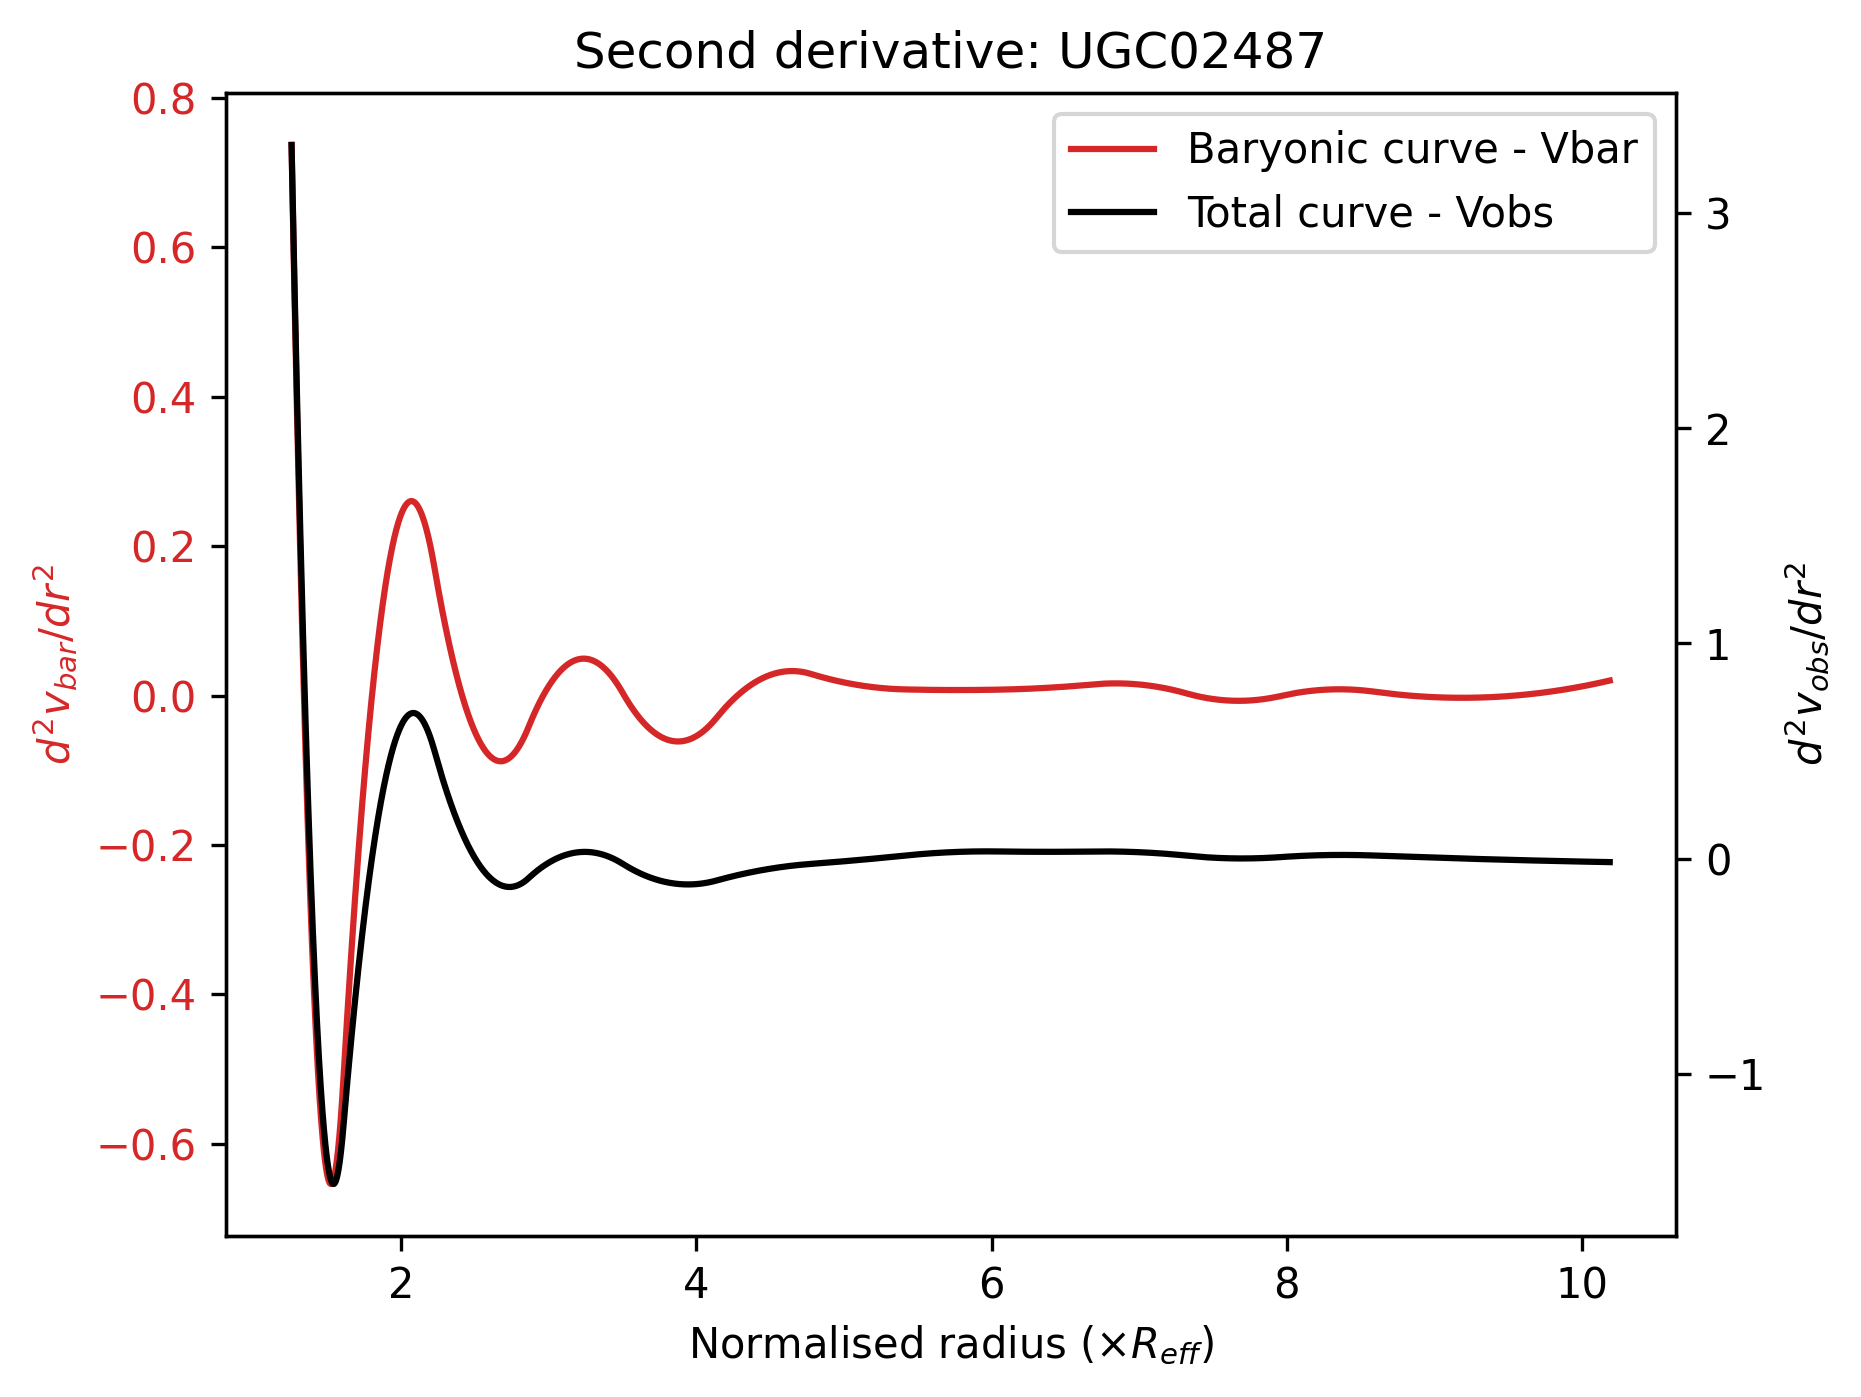 Second derivative: UGC02487
Baryonic curve - Vbar
Total curve - Vobs
0.8
0.6
0.4
0.2
0.0
−0.2
−0.4
−0.6
d²v_bar/dr²
3
2
1
0
−1
d²v_obs/dr²
2 4 6 8 10
Normalised radius (×R_eff)